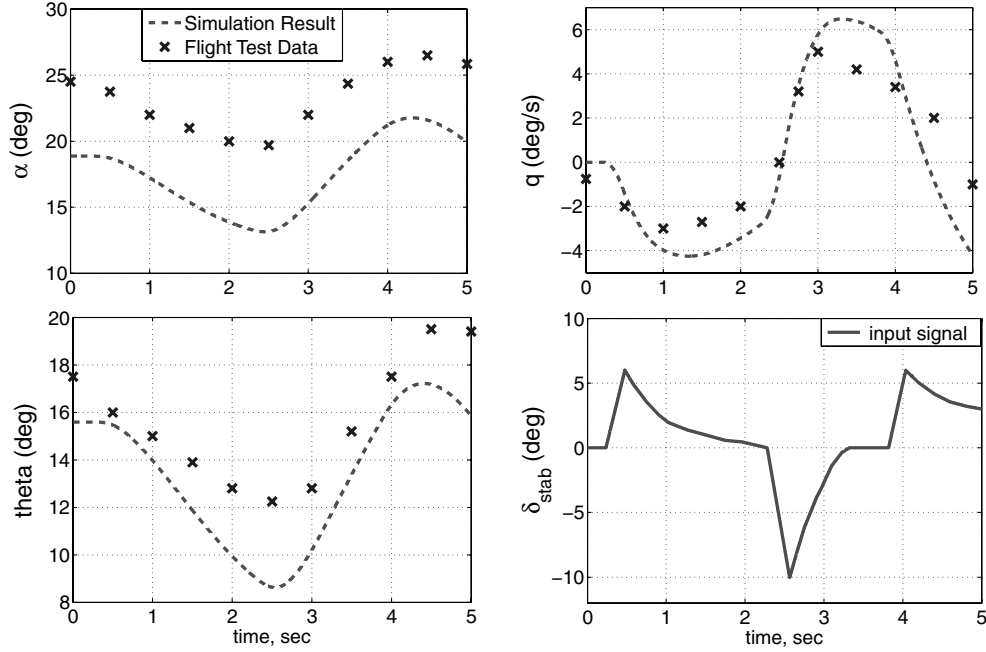 30
25
20
15
10
α (deg)
Simulation Result
Flight Test Data
0 1 2 3 4 5
6
4
2
0
−2
−4
q (deg/s)
0 1 2 3 4 5
20
18
16
14
12
10
8
theta (deg)
0 1 2 3 4 5
time, sec
10
5
0
−5
−10
δstab (deg)
input signal
0 1 2 3 4 5
time, sec